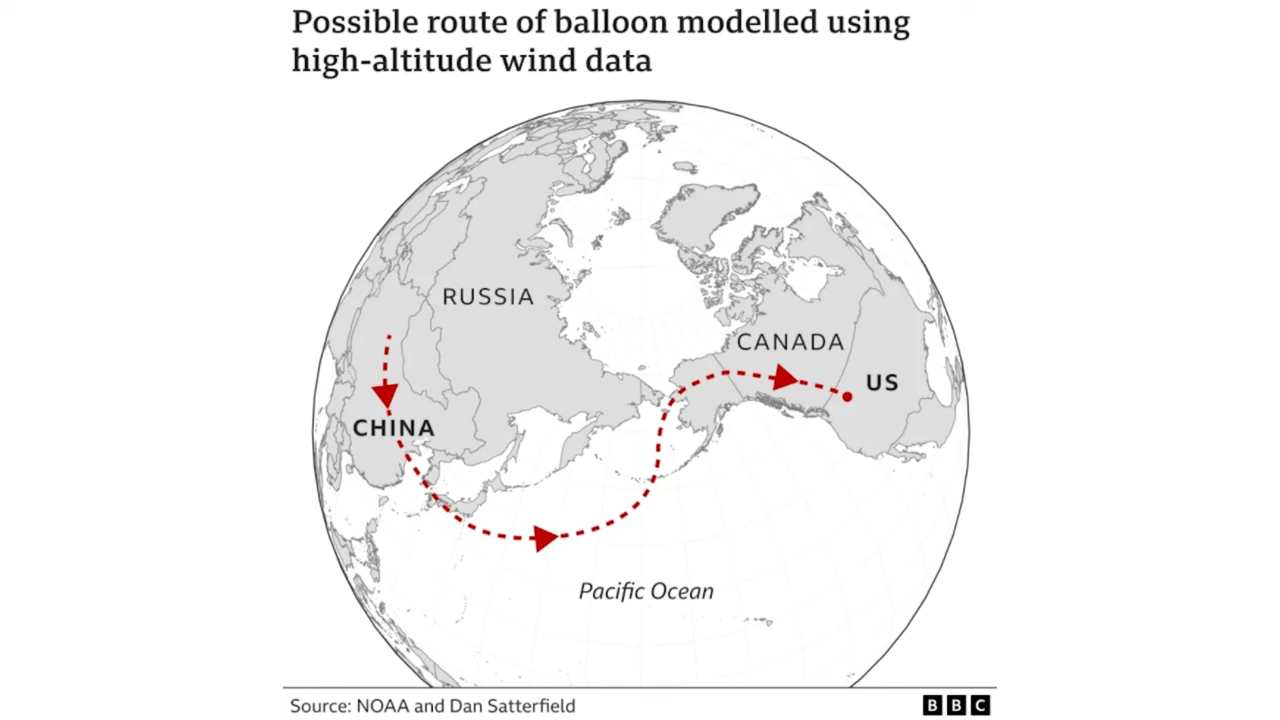 Possible route of balloon modelled using
high-altitude wind data
RUSSIA
CANADA
US
CHINA
Pacific Ocean
Source: NOAA and Dan Satterfield
BBC